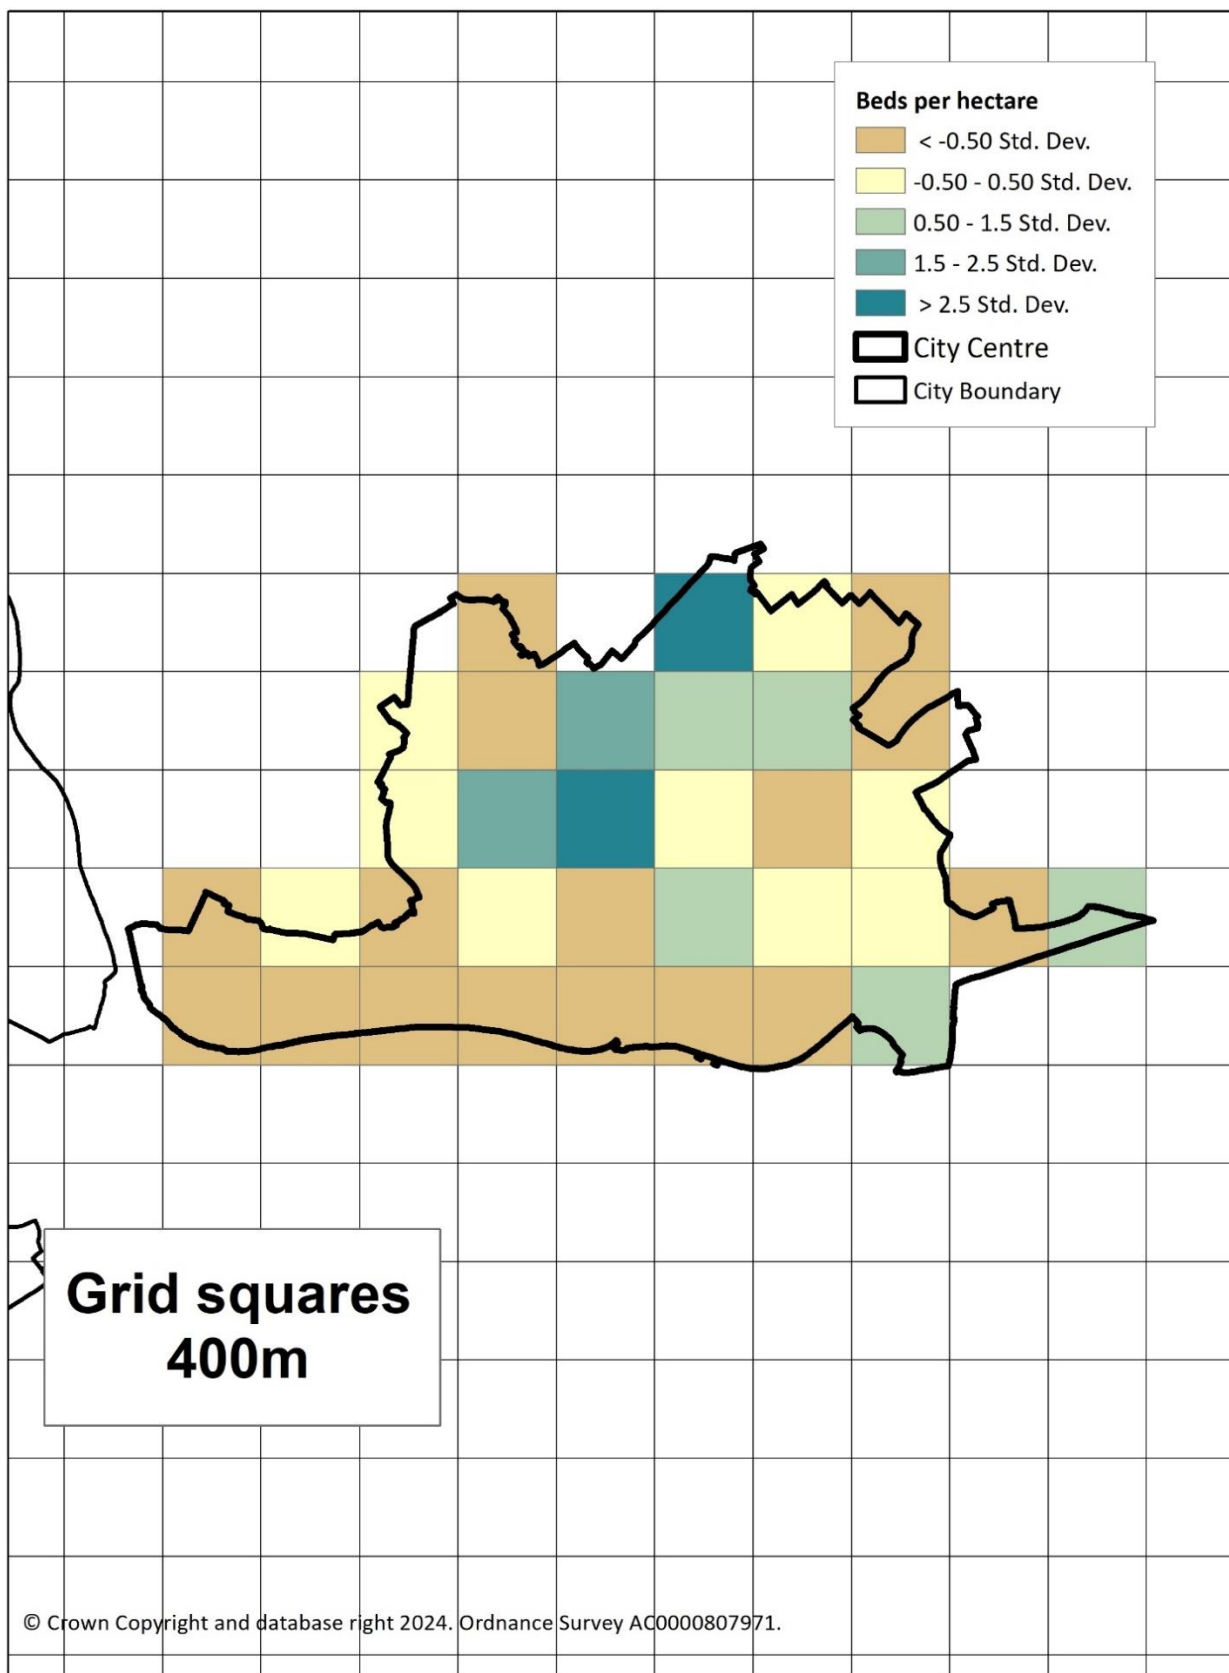 Beds per hectare
< -0.50 Std. Dev.
-0.50 - 0.50 Std. Dev.
0.50 - 1.5 Std. Dev.
1.5 - 2.5 Std. Dev.
> 2.5 Std. Dev.
City Centre
City Boundary
Grid squares
400m
© Crown Copyright and database right 2024. Ordnance Survey AC0000807971.